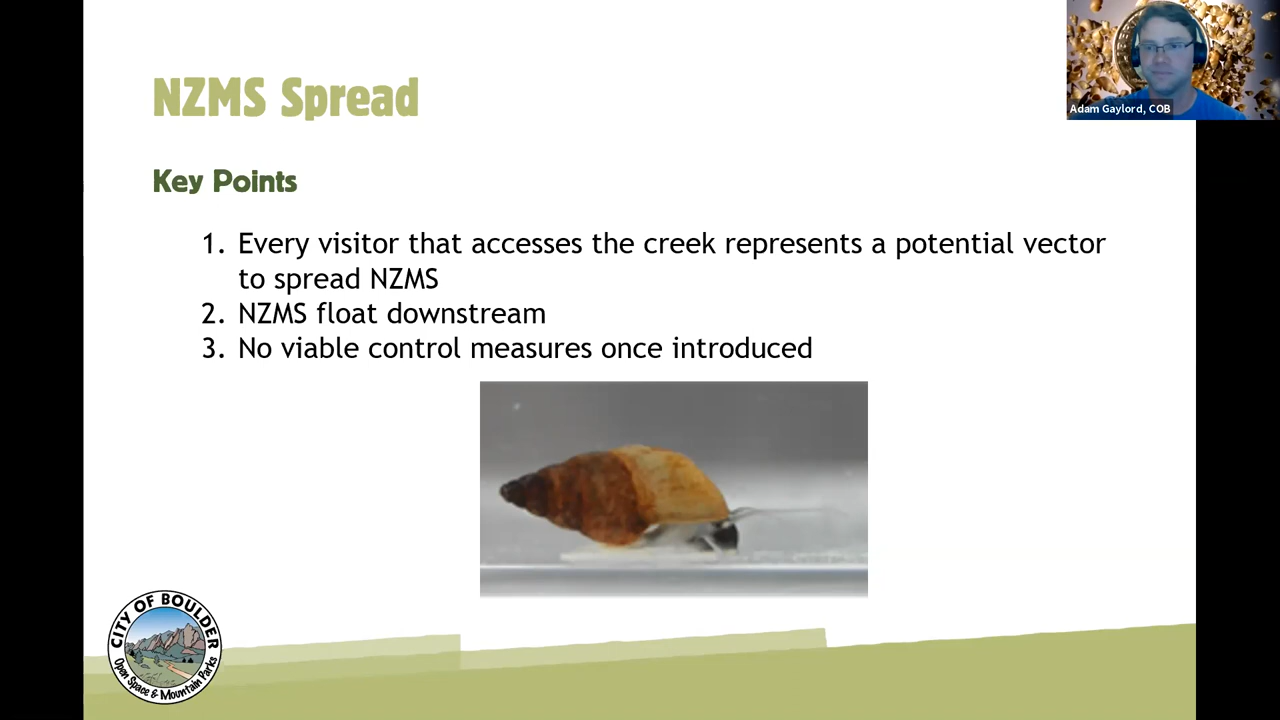 NZMS Spread
Adam Gaylord, COB
Key Points
1. Every visitor that accesses the creek represents a potential vector
to spread NZMS
2. NZMS float downstream
3. No viable control measures once introduced
CITY OF BOULDER
Open Space & Mountain Parks